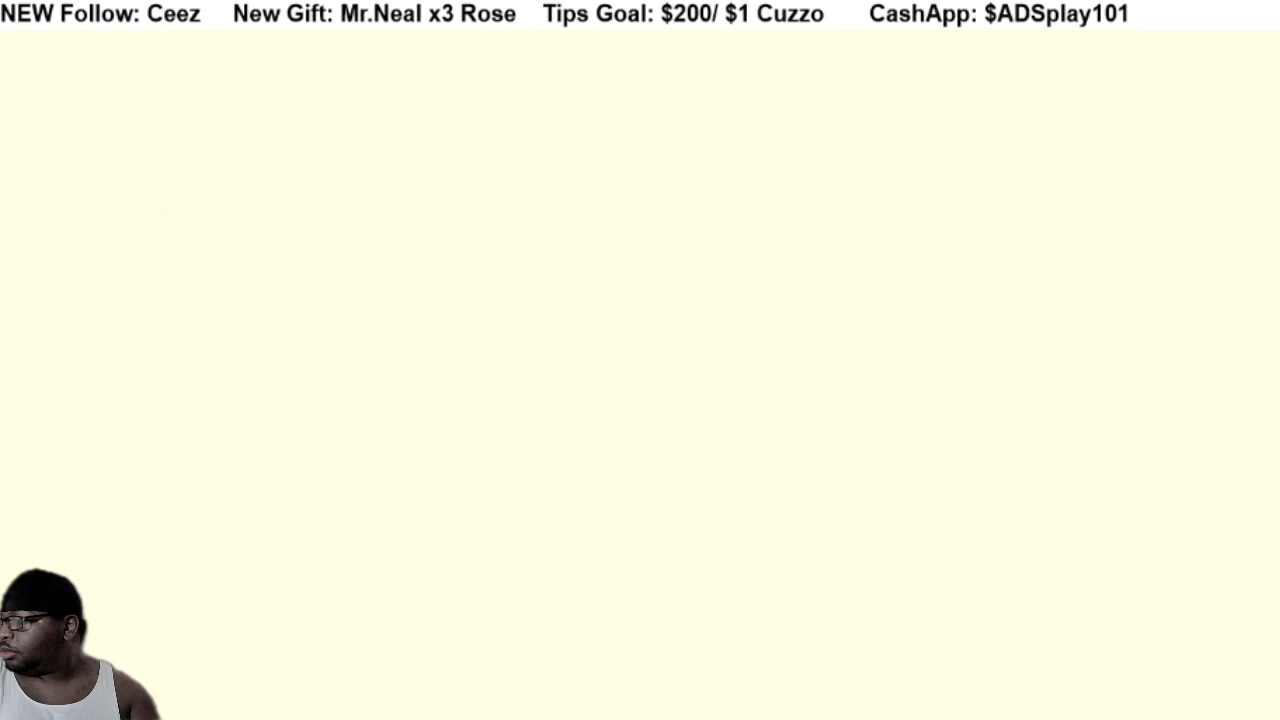 NEW Follow: Ceez New Gift: Mr.Neal x3 Rose Tips Goal: $200/ $1 Cuzzo CashApp: $ADSplay101